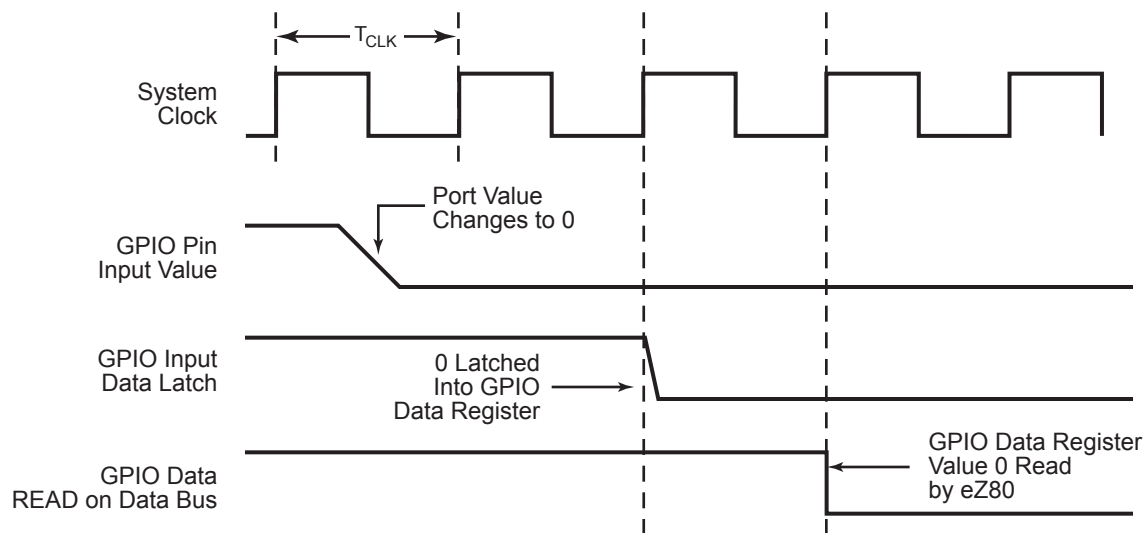 T_CLK
System
Clock
Port Value
Changes to 0
GPIO Pin
Input Value
GPIO Input
Data Latch
0 Latched
Into GPIO
Data Register
GPIO Data
READ on Data Bus
GPIO Data Register
Value 0 Read
by eZ80